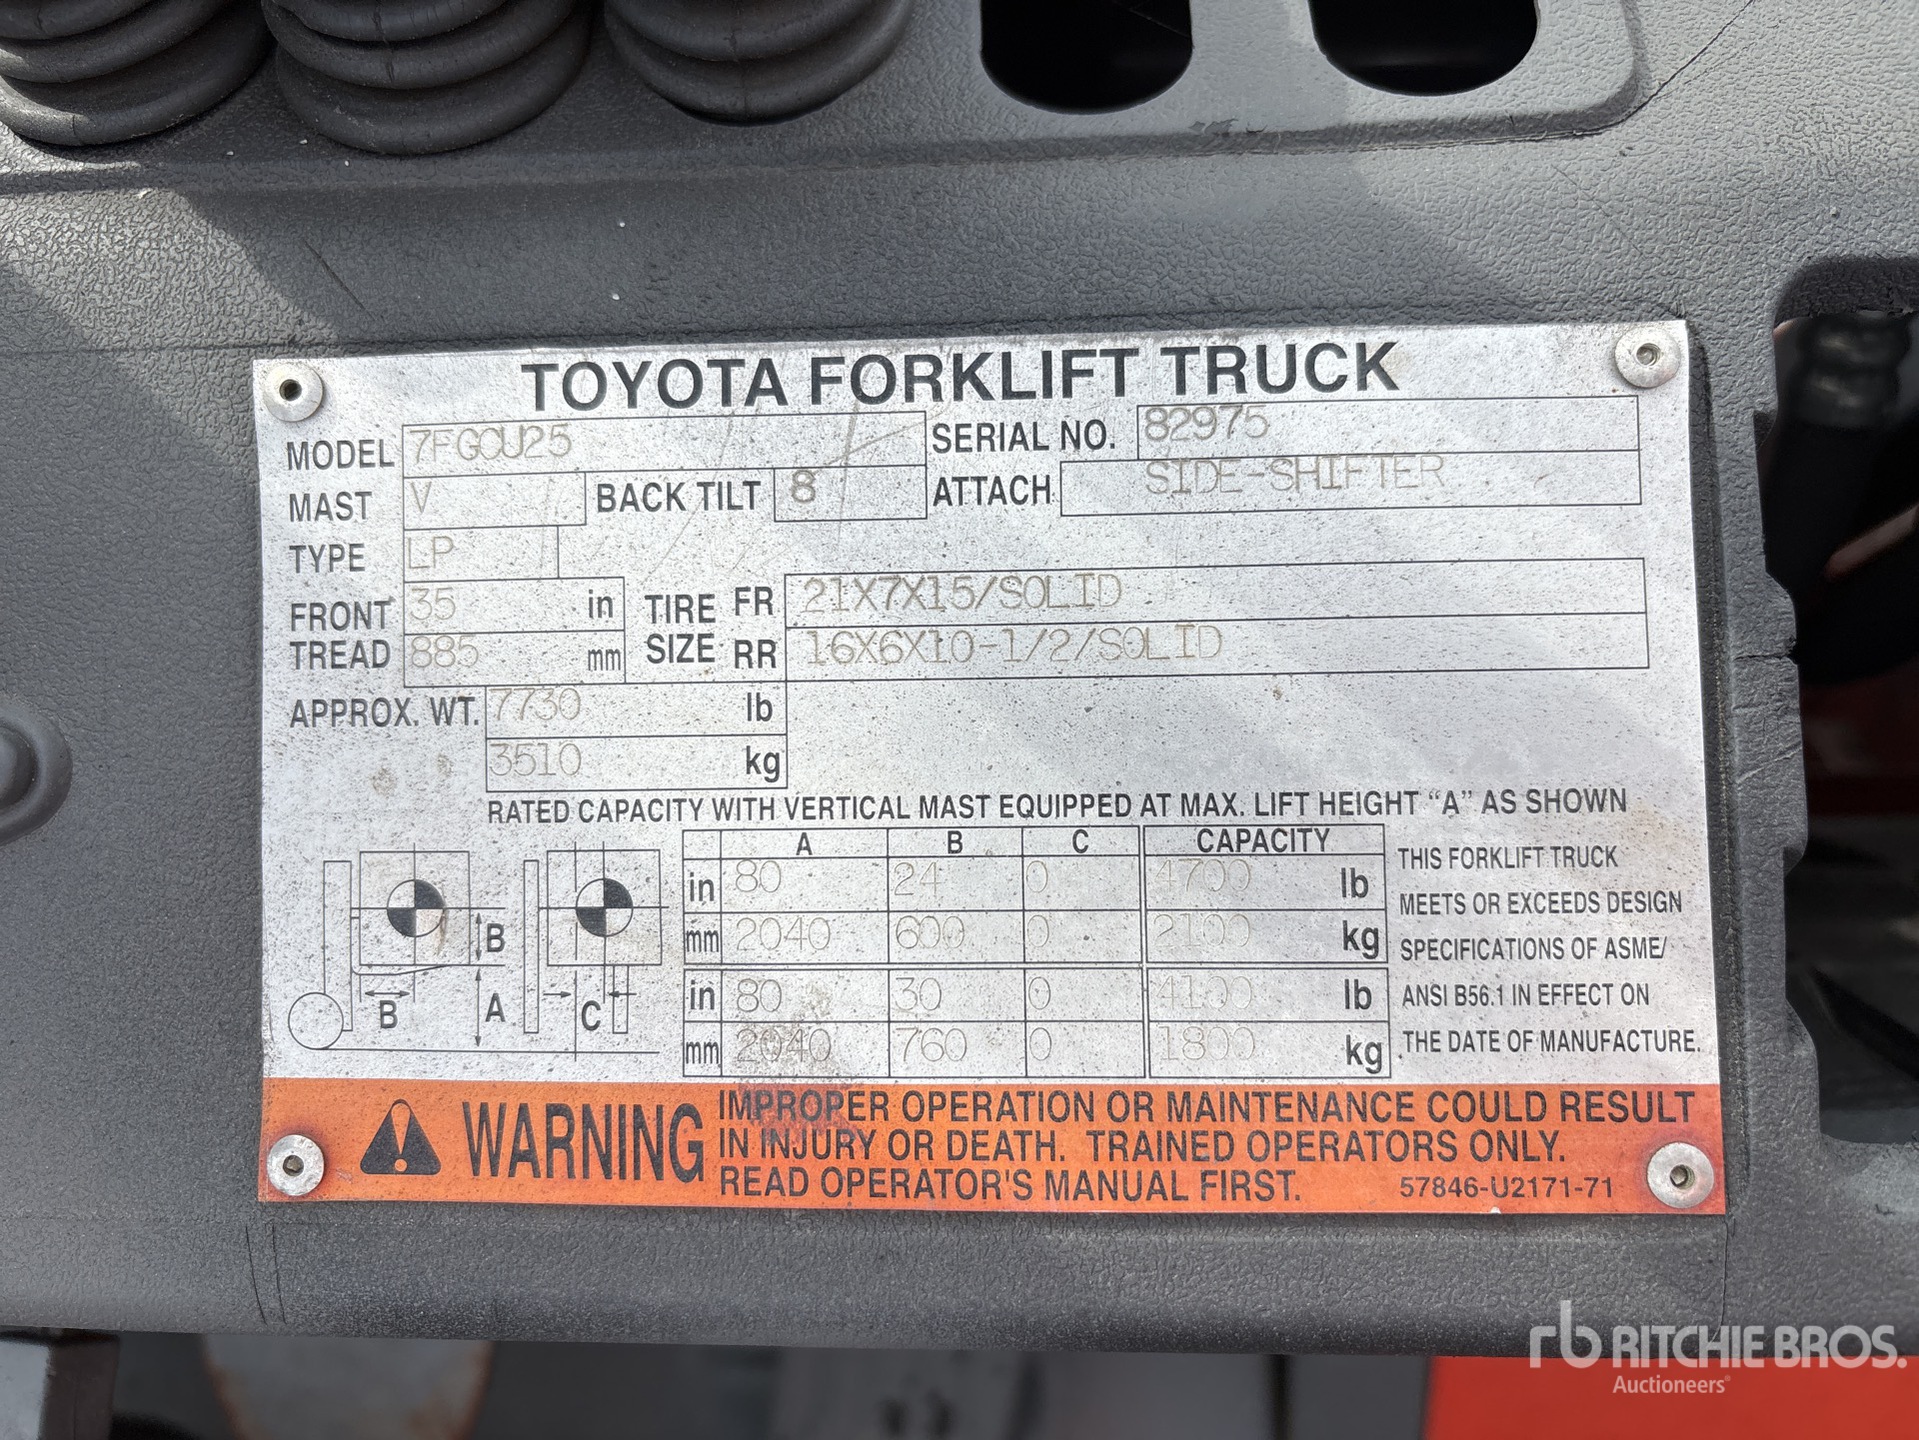 TOYOTA FORKLIFT TRUCK
MODEL 7FGCU25 SERIAL NO. 82975
MAST V BACK TILT 8 ATTACH SIDE-SHIFTER
TYPE LP
FRONT TREAD 35 in TIRE SIZE FR 21X7X15/SOLID
885 mm RR 16X6X10-1/2/SOLID
APPROX. WT. 7730 lb
3510 kg
RATED CAPACITY WITH VERTICAL MAST EQUIPPED AT MAX. LIFT HEIGHT "A" AS SHOWN
A B C CAPACITY
in 80 24 0 4700 lb
mm 2040 600 0 2100 kg
in 80 30 0 4100 lb
mm 2040 760 0 1800 kg
B
B
A
C
THIS FORKLIFT TRUCK
MEETS OR EXCEEDS DESIGN
SPECIFICATIONS OF ASME/
ANSI B56.1 IN EFFECT ON
THE DATE OF MANUFACTURE.
WARNING
IMPROPER OPERATION OR MAINTENANCE COULD RESULT
IN INJURY OR DEATH. TRAINED OPERATORS ONLY.
READ OPERATOR'S MANUAL FIRST. 57846-U2171-71
rb RITCHIE BROS.
Auctioneers®